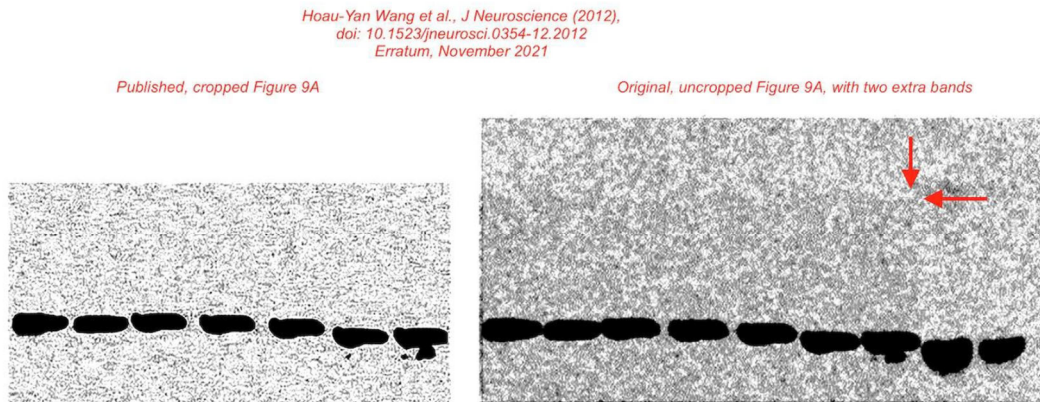 Hoau-Yan Wang et al., J Neuroscience (2012),
doi: 10.1523/jneurosci.0354-12.2012
Erratum, November 2021
Published, cropped Figure 9A
Original, uncropped Figure 9A, with two extra bands